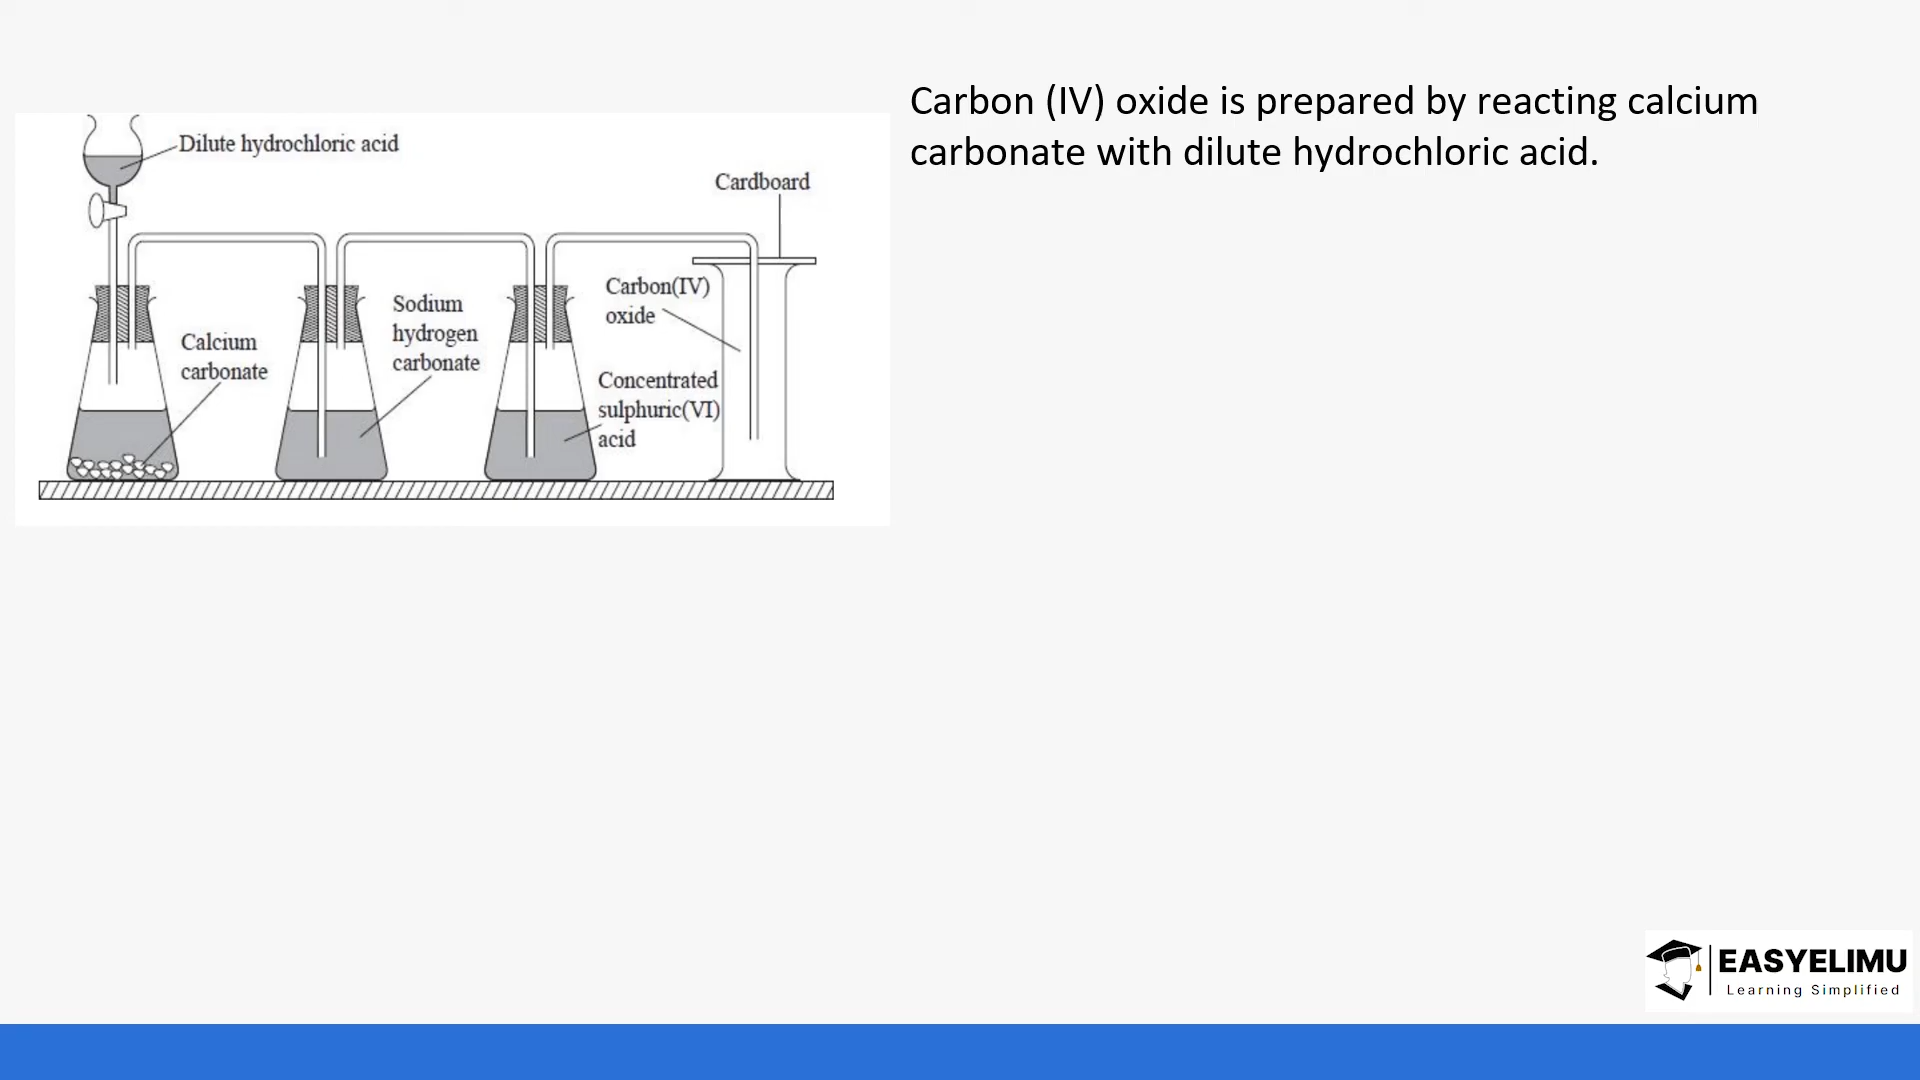 Carbon (IV) oxide is prepared by reacting calcium
carbonate with dilute hydrochloric acid.
Dilute hydrochloric acid
Cardboard
Carbon(IV)
oxide
Sodium
hydrogen
carbonate
Calcium
carbonate
Concentrated
sulphuric(VI)
acid
EASYELIMU
Learning Simplified